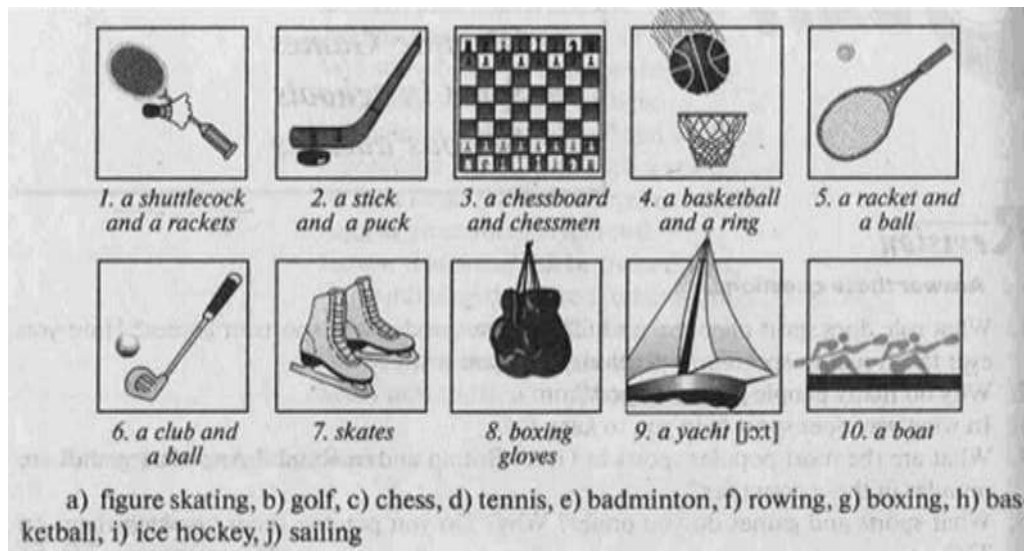 1. a shuttlecock
and a rackets
2. a stick
and a puck
3. a chessboard
and chessmen
4. a basketball
and a ring
5. a racket and
a ball
6. a club and
a ball
7. skates
8. boxing
gloves
9. a yacht [jɔ:t]
10. a boat
a) figure skating, b) golf, c) chess, d) tennis, e) badminton, f) rowing, g) boxing, h) bas
ketball, i) ice hockey, j) sailing